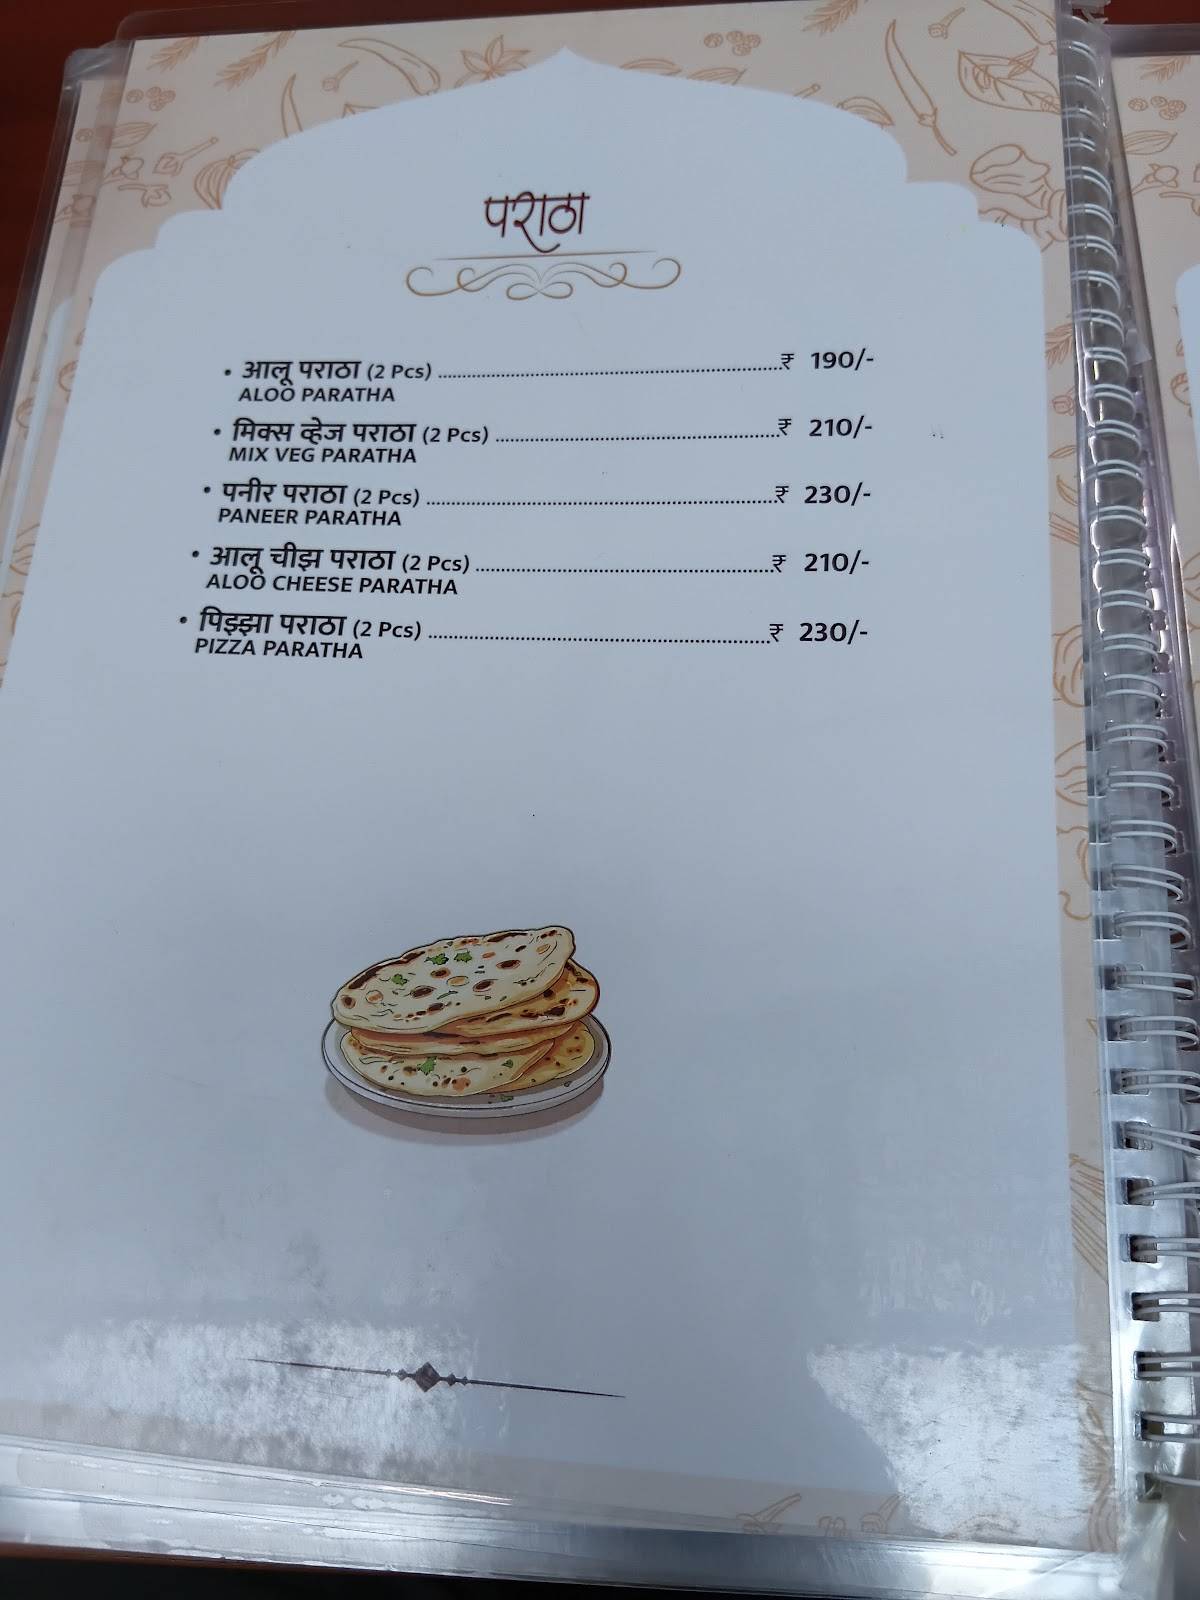 पराठा
• आलू पराठा (2 Pcs) ........................................................ ₹ 190/-
ALOO PARATHA
• मिक्स व्हेज पराठा (2 Pcs) ........................................................ ₹ 210/-
MIX VEG PARATHA
• पनीर पराठा (2 Pcs) ........................................................ ₹ 230/-
PANEER PARATHA
• आलू चीझ पराठा (2 Pcs) ........................................................ ₹ 210/-
ALOO CHEESE PARATHA
• पिझ्झा पराठा (2 Pcs) ........................................................ ₹ 230/-
PIZZA PARATHA